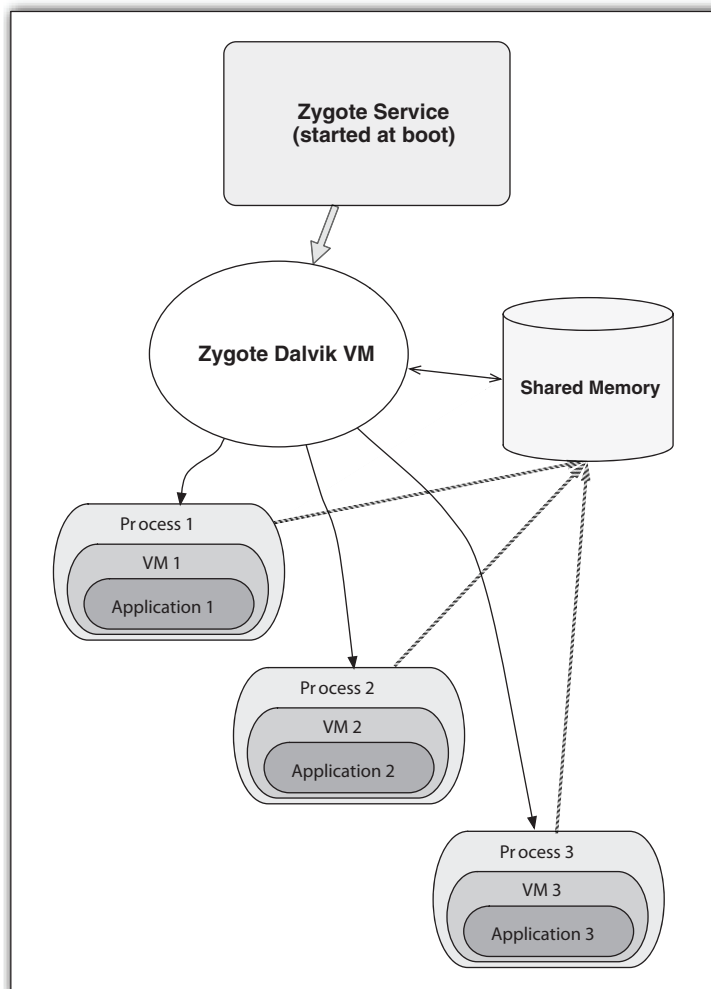 Zygote Service
(started at boot)
Zygote Dalvik VM
Shared Memory
Process 1
VM 1
Application 1
Process 2
VM 2
Application 2
Process 3
VM 3
Application 3